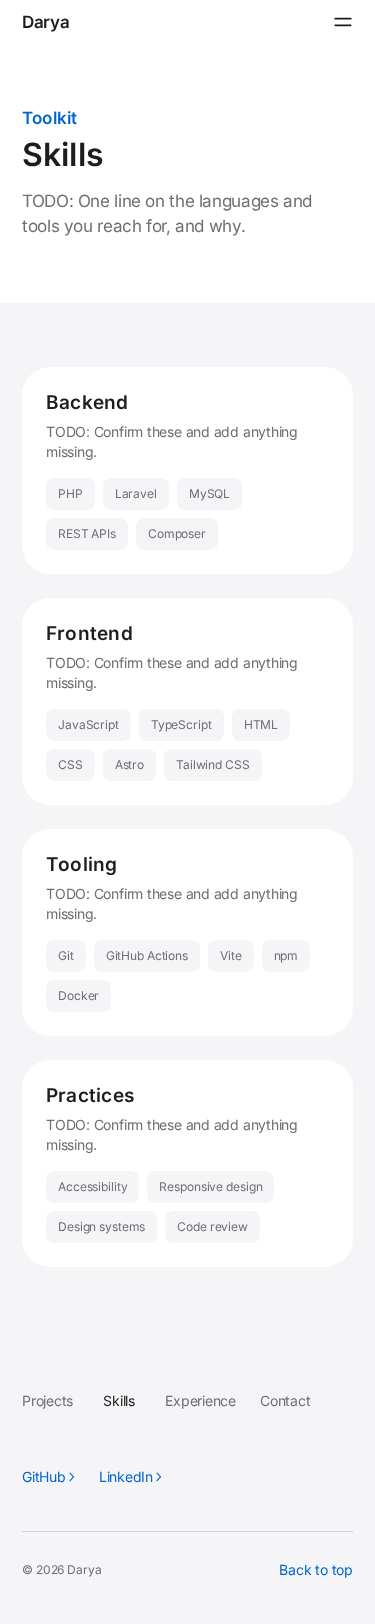 Darya
Toolkit
Skills
TODO: One line on the languages and
tools you reach for, and why.
Backend
TODO: Confirm these and add anything
missing.
PHP Laravel MySQL
REST APIs Composer
Frontend
TODO: Confirm these and add anything
missing.
JavaScript TypeScript HTML
CSS Astro Tailwind CSS
Tooling
TODO: Confirm these and add anything
missing.
Git GitHub Actions Vite npm
Docker
Practices
TODO: Confirm these and add anything
missing.
Accessibility Responsive design
Design systems Code review
Projects Skills Experience Contact
GitHub LinkedIn
© 2026 Darya Back to top